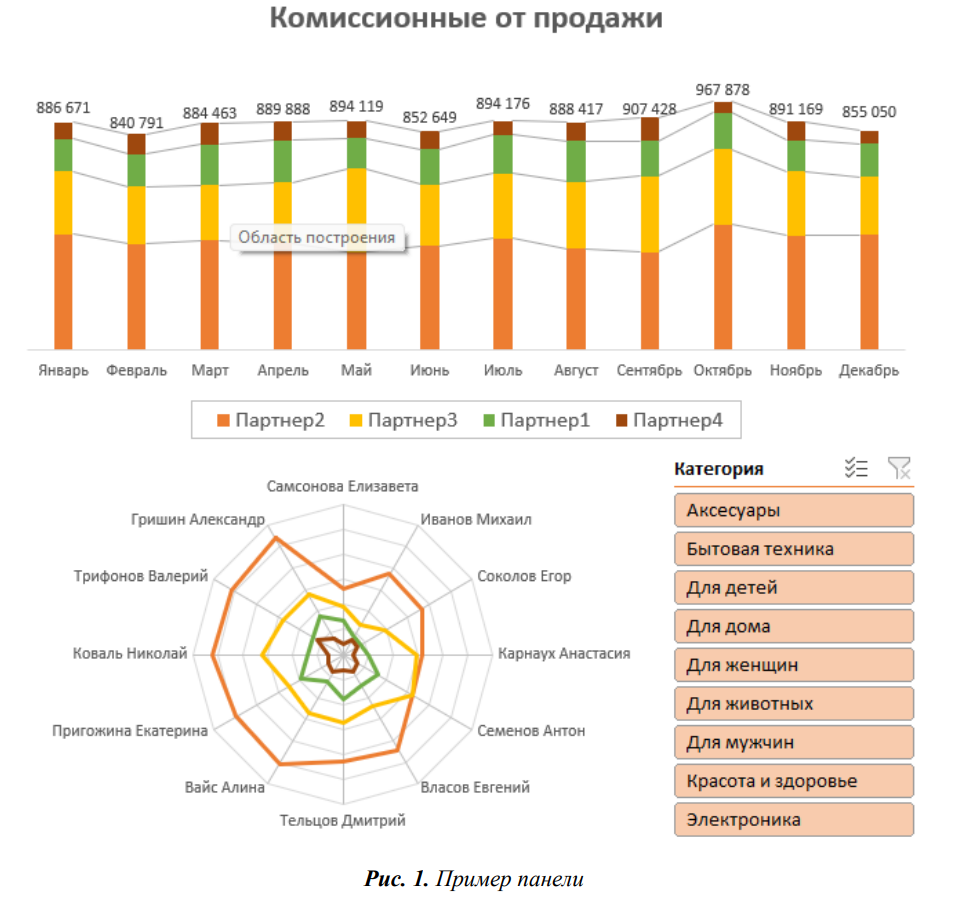 Комиссионные от продажи
886 671 840 791 884 463 889 888 894 119 852 649 894 176 888 417 907 428 967 878 891 169 855 050
Область построения
Январь Февраль Март Апрель Май Июнь Июль Август Сентябрь Октябрь Ноябрь Декабрь
Партнер2 Партнер3 Партнер1 Партнер4
Самсонова Елизавета
Иванов Михаил
Соколов Егор
Карнаух Анастасия
Семенов Антон
Власов Евгений
Тельцов Дмитрий
Вайс Алина
Пригожина Екатерина
Коваль Николай
Трифонов Валерий
Гришин Александр
Категория
Аксесуары
Бытовая техника
Для детей
Для дома
Для женщин
Для животных
Для мужчин
Красота и здоровье
Электроника
Рис. 1. Пример панели